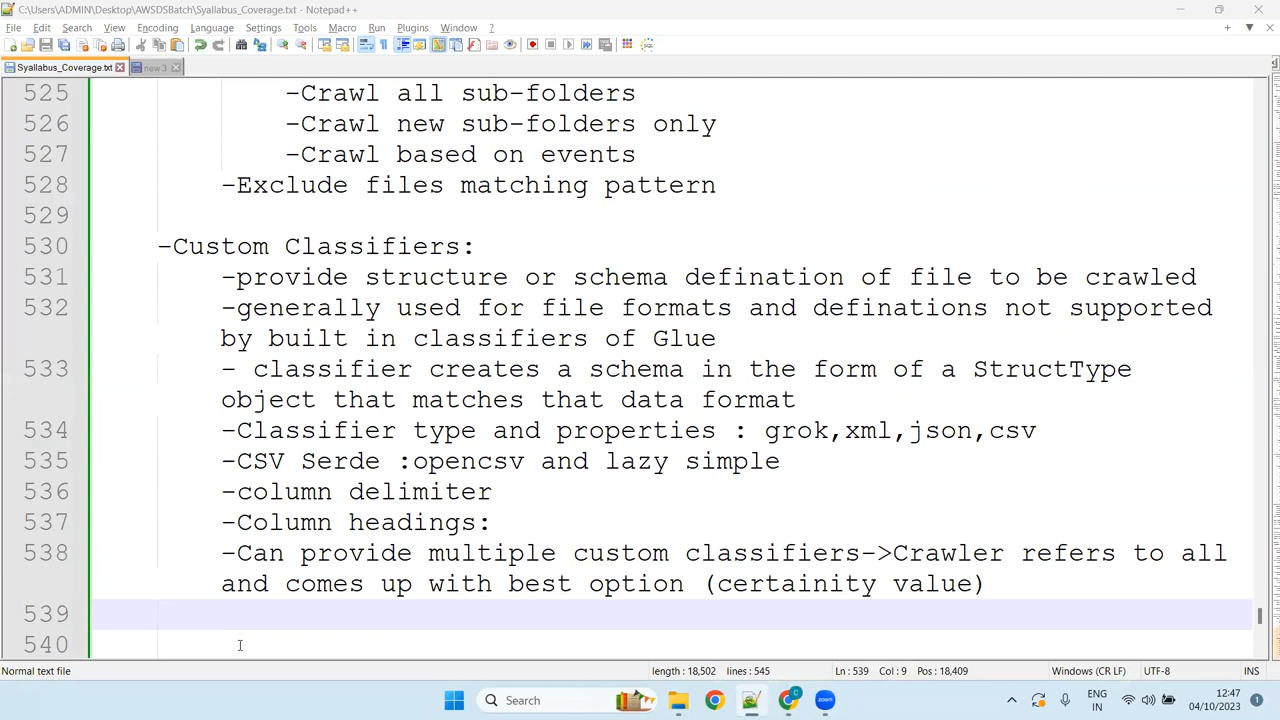 C:\Users\ADMIN\Desktop\AWSDSBatch\Syallabus_Coverage.txt - Notepad++
File Edit Search View Encoding Language Settings Tools Macro Run Plugins Window ?
Syallabus_Coverage.txt new 3
525 -Crawl all sub-folders
526 -Crawl new sub-folders only
527 -Crawl based on events
528 -Exclude files matching pattern
529
530 -Custom Classifiers:
531 -provide structure or schema defination of file to be crawled
532 -generally used for file formats and definations not supported
by built in classifiers of Glue
533 - classifier creates a schema in the form of a StructType
object that matches that data format
534 -Classifier type and properties : grok,xml,json,csv
535 -CSV Serde :opencsv and lazy simple
536 -column delimiter
537 -Column headings:
538 -Can provide multiple custom classifiers->Crawler refers to all
and comes up with best option (certainity value)
539
540
Normal text file length : 18,502 lines : 545 Ln : 539 Col : 9 Pos : 18,409 Windows (CR LF) UTF-8 INS
Search ENG 12:47
IN 04/10/2023